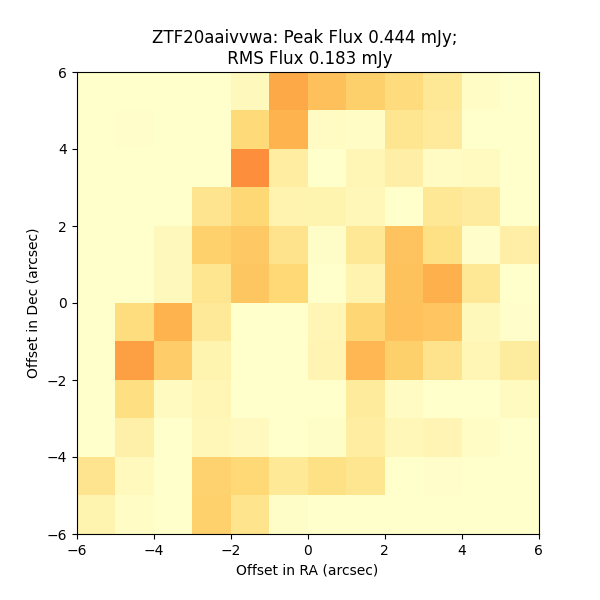 ZTF20aaivvwa: Peak Flux 0.444 mJy;
RMS Flux 0.183 mJy
6
4
2
0
−2
−4
−6
Offset in Dec (arcsec)
−6 −4 −2 0 2 4 6
Offset in RA (arcsec)